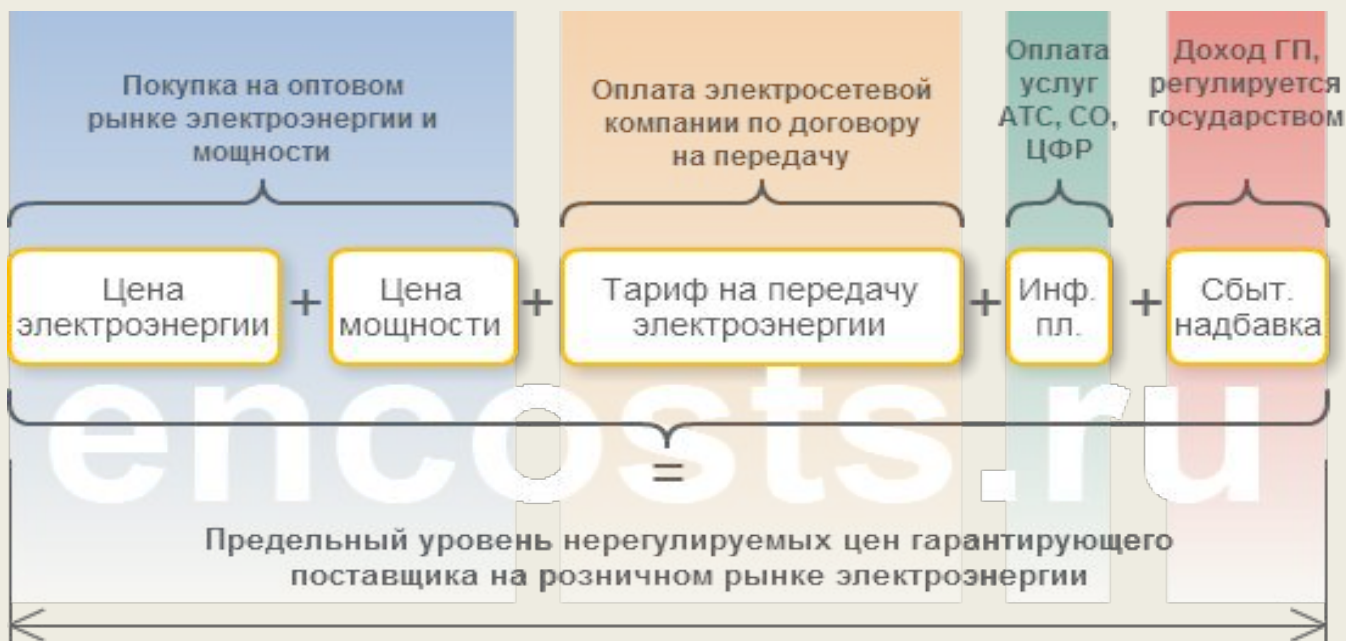 Покупка на оптовом
рынке электроэнергии и
мощности
Оплата электросетевой
компании по договору
на передачу
Оплата
услуг
АТС, СО,
ЦФР
Доход ГП,
регулируется
государством
Цена
электроэнергии
+
Цена
мощности
+
Тариф на передачу
электроэнергии
+
Инф.
пл.
+
Сбыт.
надбавка
encosts.ru
=
Предельный уровень нерегулируемых цен гарантирующего
поставщика на розничном рынке электроэнергии